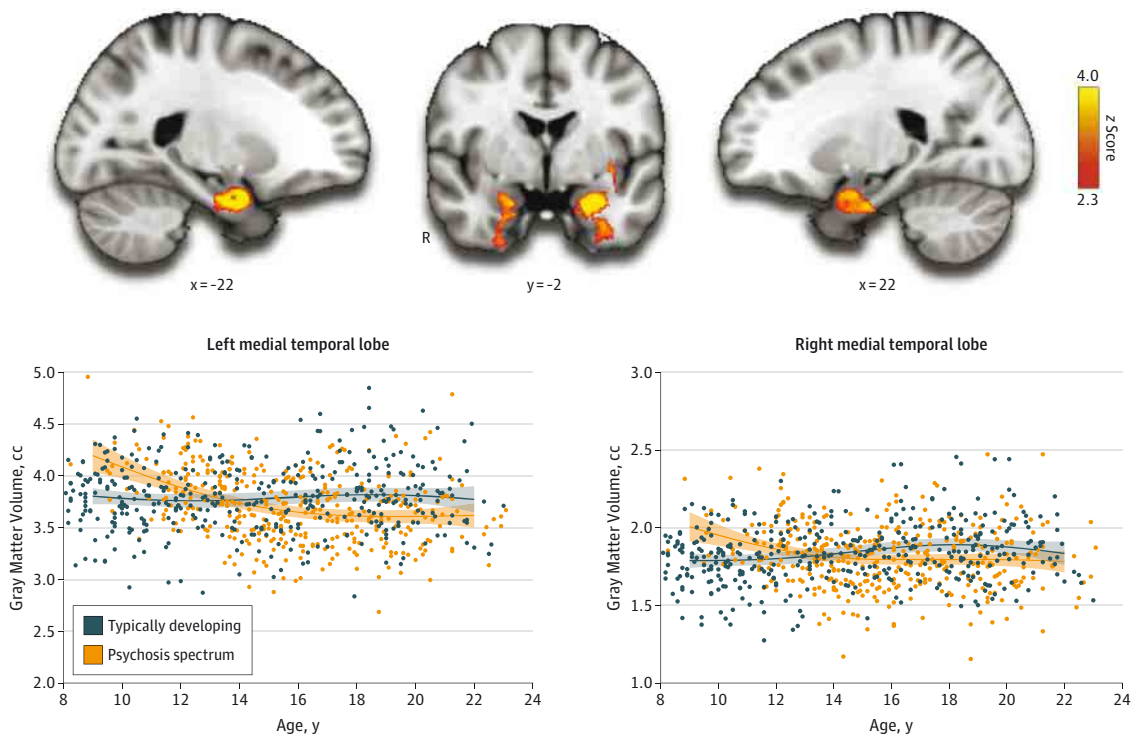 4.0
z Score
2.3
R
x = -22
y = -2
x = 22
Left medial temporal lobe
5.0
4.5
4.0
3.5
3.0
2.5
2.0
Gray Matter Volume, cc
Typically developing
Psychosis spectrum
8 10 12 14 16 18 20 22 24
Age, y
Right medial temporal lobe
3.0
2.5
2.0
1.5
1.0
Gray Matter Volume, cc
8 10 12 14 16 18 20 22 24
Age, y